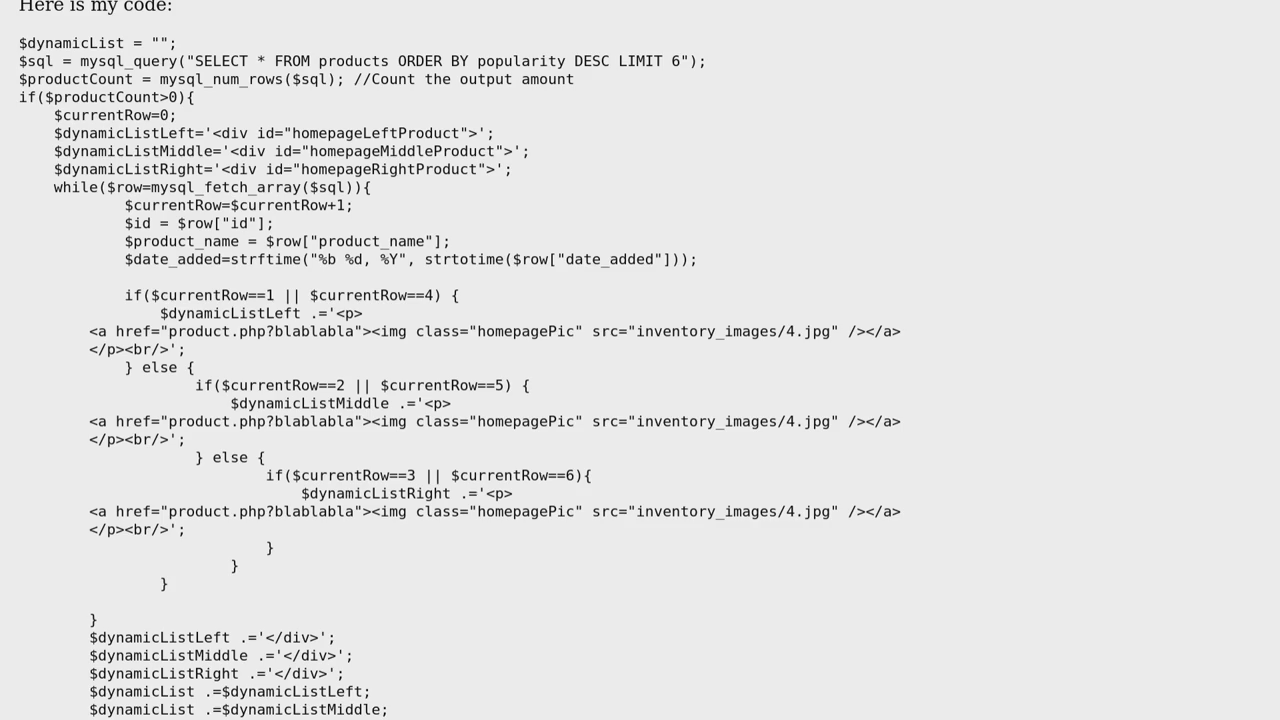 Here is my code:
$dynamicList = "";
$sql = mysql_query("SELECT * FROM products ORDER BY popularity DESC LIMIT 6");
$productCount = mysql_num_rows($sql); //Count the output amount
if($productCount>0){
    $currentRow=0;
    $dynamicListLeft='<div id="homepageLeftProduct">';
    $dynamicListMiddle='<div id="homepageMiddleProduct">';
    $dynamicListRight='<div id="homepageRightProduct">';
    while($row=mysql_fetch_array($sql)){
            $currentRow=$currentRow+1;
            $id = $row["id"];
            $product_name = $row["product_name"];
            $date_added=strftime("%b %d, %Y", strtotime($row["date_added"]));
            if($currentRow==1 || $currentRow==4) {
                $dynamicListLeft .='<p>
        <a href="product.php?blablabla"><img class="homepagePic" src="inventory_images/4.jpg" /></a>
        </p><br/>';
            } else {
                    if($currentRow==2 || $currentRow==5) {
                        $dynamicListMiddle .='<p>
        <a href="product.php?blablabla"><img class="homepagePic" src="inventory_images/4.jpg" /></a>
        </p><br/>';
                    } else {
                            if($currentRow==3 || $currentRow==6){
                                $dynamicListRight .='<p>
        <a href="product.php?blablabla"><img class="homepagePic" src="inventory_images/4.jpg" /></a>
        </p><br/>';
                            }
                        }
                }
        }
        $dynamicListLeft .='</div>';
        $dynamicListMiddle .='</div>';
        $dynamicListRight .='</div>';
        $dynamicList .=$dynamicListLeft;
        $dynamicList .=$dynamicListMiddle;